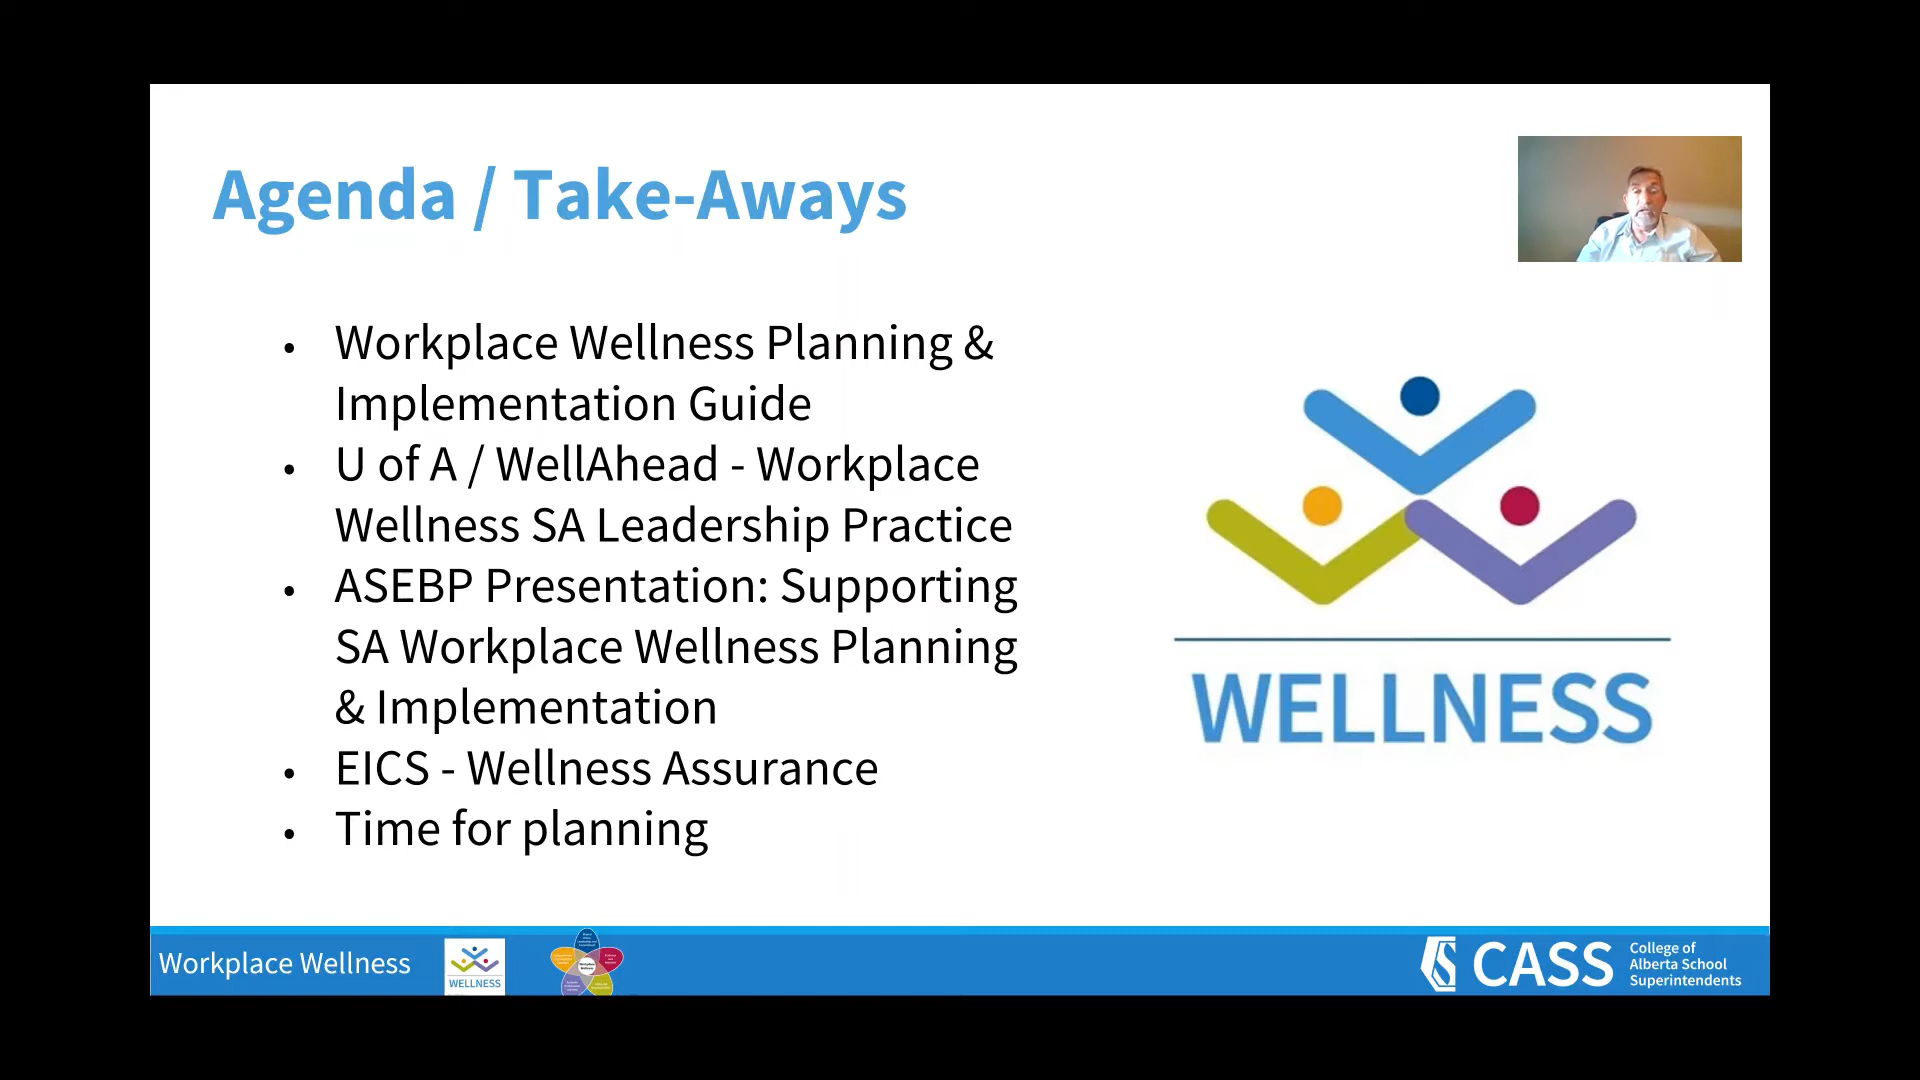 Agenda / Take-Aways
• Workplace Wellness Planning &
Implementation Guide
• U of A / WellAhead - Workplace
Wellness SA Leadership Practice
• ASEBP Presentation: Supporting
SA Workplace Wellness Planning
& Implementation
• EICS - Wellness Assurance
• Time for planning
WELLNESS
Workplace Wellness
WELLNESS
CASS
College of
Alberta School
Superintendents